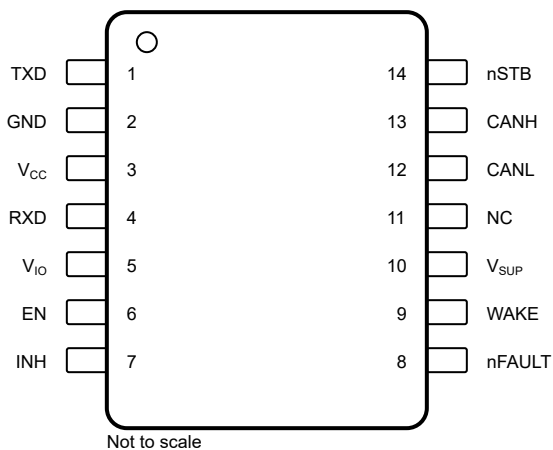 TXD 1 14 nSTB
GND 2 13 CANH
VCC 3 12 CANL
RXD 4 11 NC
VIO 5 10 VSUP
EN 6 9 WAKE
INH 7 8 nFAULT
Not to scale